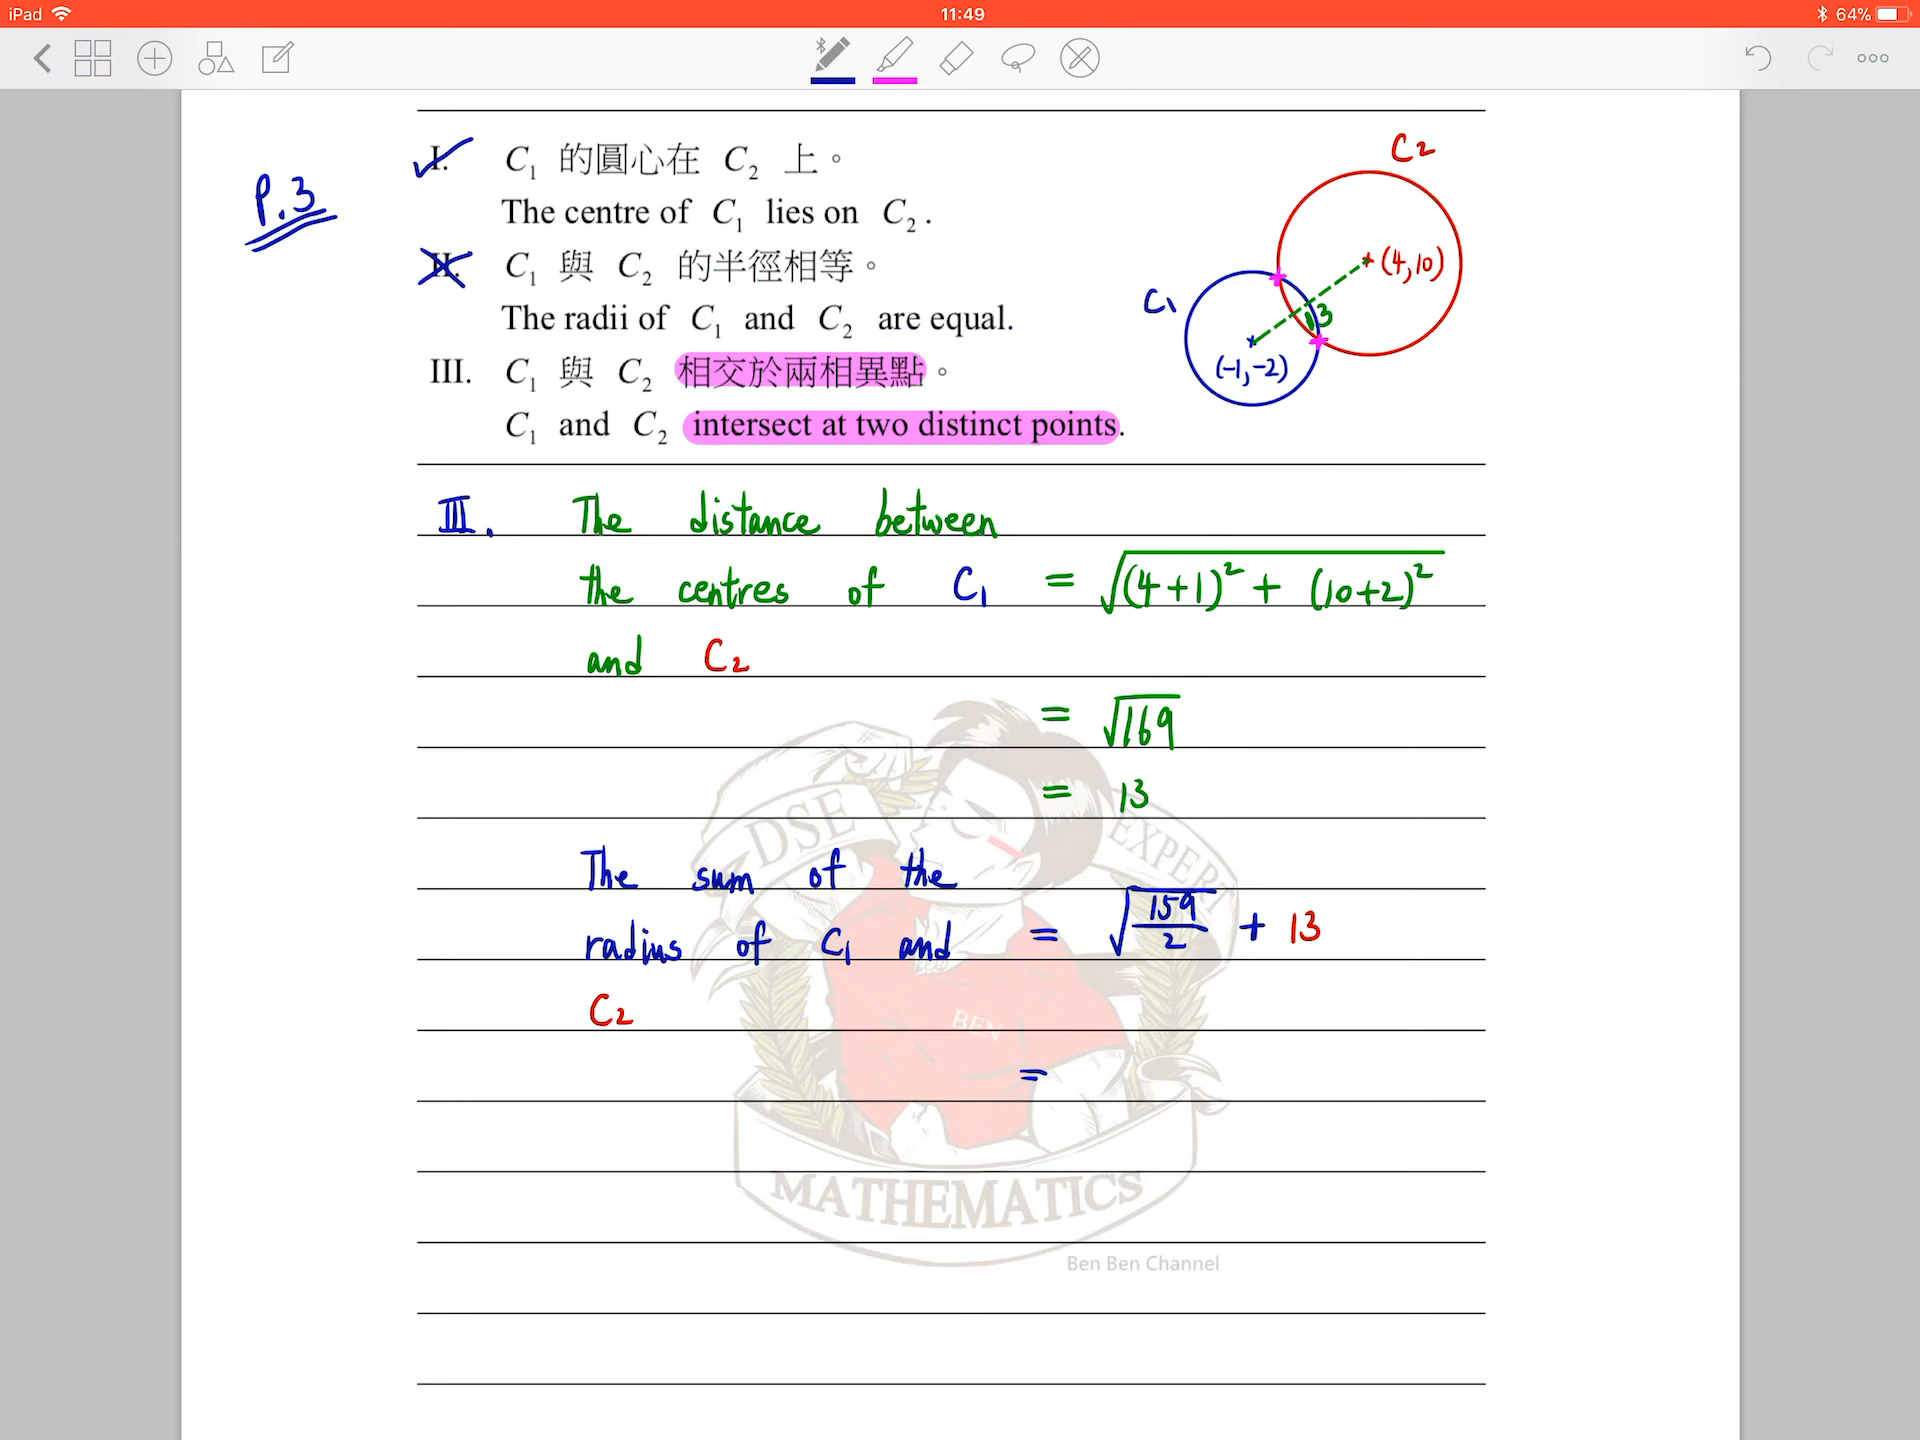 iPad 11:49 64%
P.3
I. C₁ 的圓心在 C₂ 上。
The centre of C₁ lies on C₂.
II. C₁ 與 C₂ 的半徑相等。
The radii of C₁ and C₂ are equal.
III. C₁ 與 C₂ 相交於兩相異點。
C₁ and C₂ intersect at two distinct points.
C₂
(4,10)
C₁
13
(-1,-2)
III. The distance between
the centres of C₁ = √((4+1)² + (10+2)²)
and C₂
= √169
= 13
The sum of the
radius of C₁ and = √(159/2) + 13
C₂
=
DSE EXPERT
BEN
MATHEMATICS
Ben Ben Channel